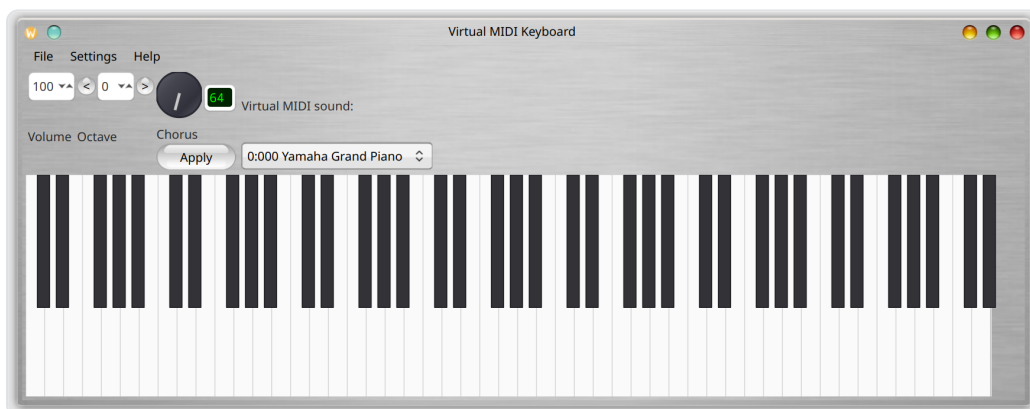 Virtual MIDI Keyboard
File Settings Help
100 < 0 > 64 Virtual MIDI sound:
Volume Octave Chorus
Apply 0:000 Yamaha Grand Piano